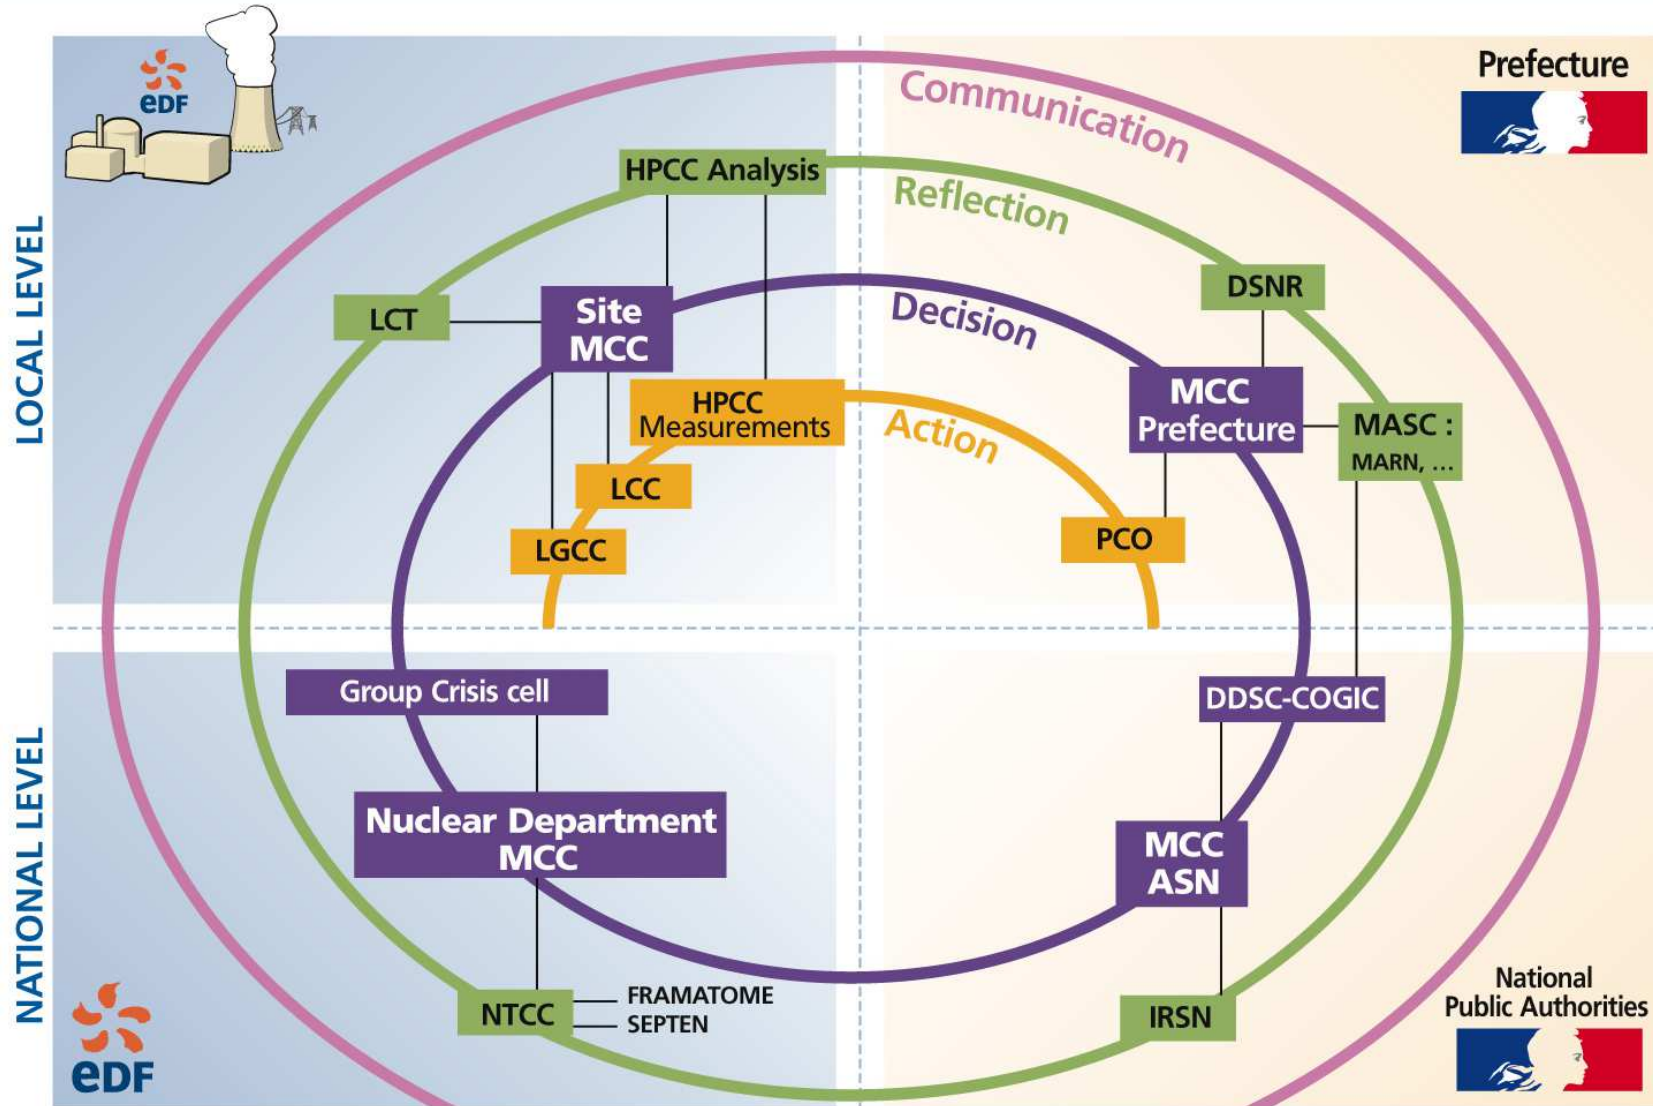 eDF
Prefecture
Communication
HPCC Analysis
Reflection
LOCAL LEVEL
DSNR
LCT
Site
MCC
Decision
HPCC
Measurements
Action
MCC
Prefecture
MASC :
MARN, ...
LCC
LGCC
PCO
NATIONAL LEVEL
Group Crisis cell
DDSC-COGIC
Nuclear Department
MCC
MCC
ASN
NTCC
FRAMATOME
SEPTEN
IRSN
National
Public Authorities
eDF